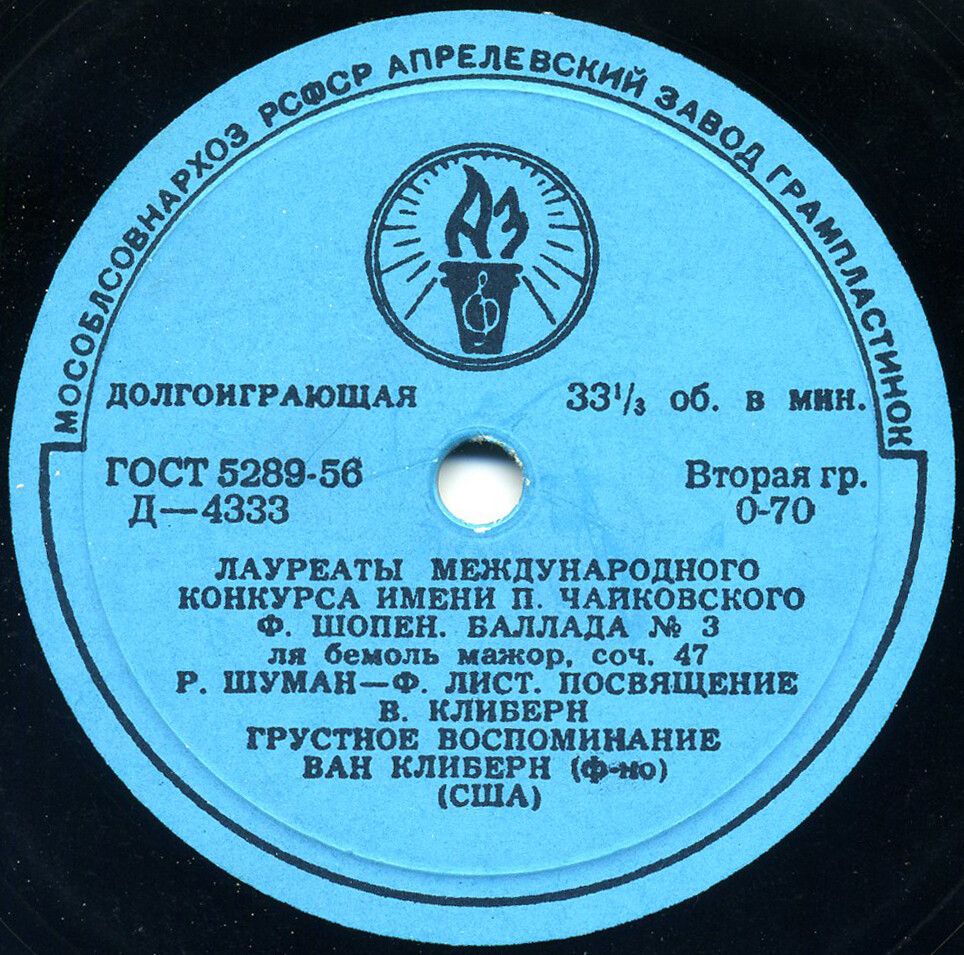 МОСОБЛСОВНАРХОЗ РСФСР АПРЕЛЕВСКИЙ ЗАВОД ГРАМПЛАСТИНОК
АЗ
ДОЛГОИГРАЮЩАЯ 33⅓ об. в мин.
ГОСТ 5289-56 Вторая гр.
Д—4333 0-70
ЛАУРЕАТЫ МЕЖДУНАРОДНОГО
КОНКУРСА ИМЕНИ П. ЧАЙКОВСКОГО
Ф. ШОПЕН. БАЛЛАДА № 3
ля бемоль мажор, соч. 47
Р. ШУМАН—Ф. ЛИСТ. ПОСВЯЩЕНИЕ
В. КЛИБЕРН
ГРУСТНОЕ ВОСПОМИНАНИЕ
ВАН КЛИБЕРН (ф-но)
(США)